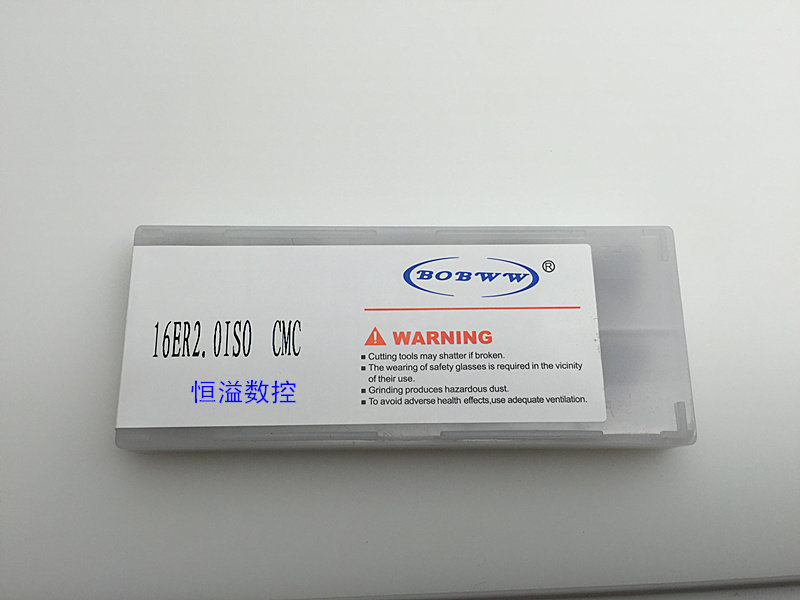 BOBWW®
16ER2.0ISO CMC
恒溢数控
WARNING
■ Cutting tools may shatter if broken.
■ The wearing of safety glasses is required in the vicinity
of their use.
■ Grinding produces hazardous dust.
■ To avoid adverse health effects,use adequate ventilation.